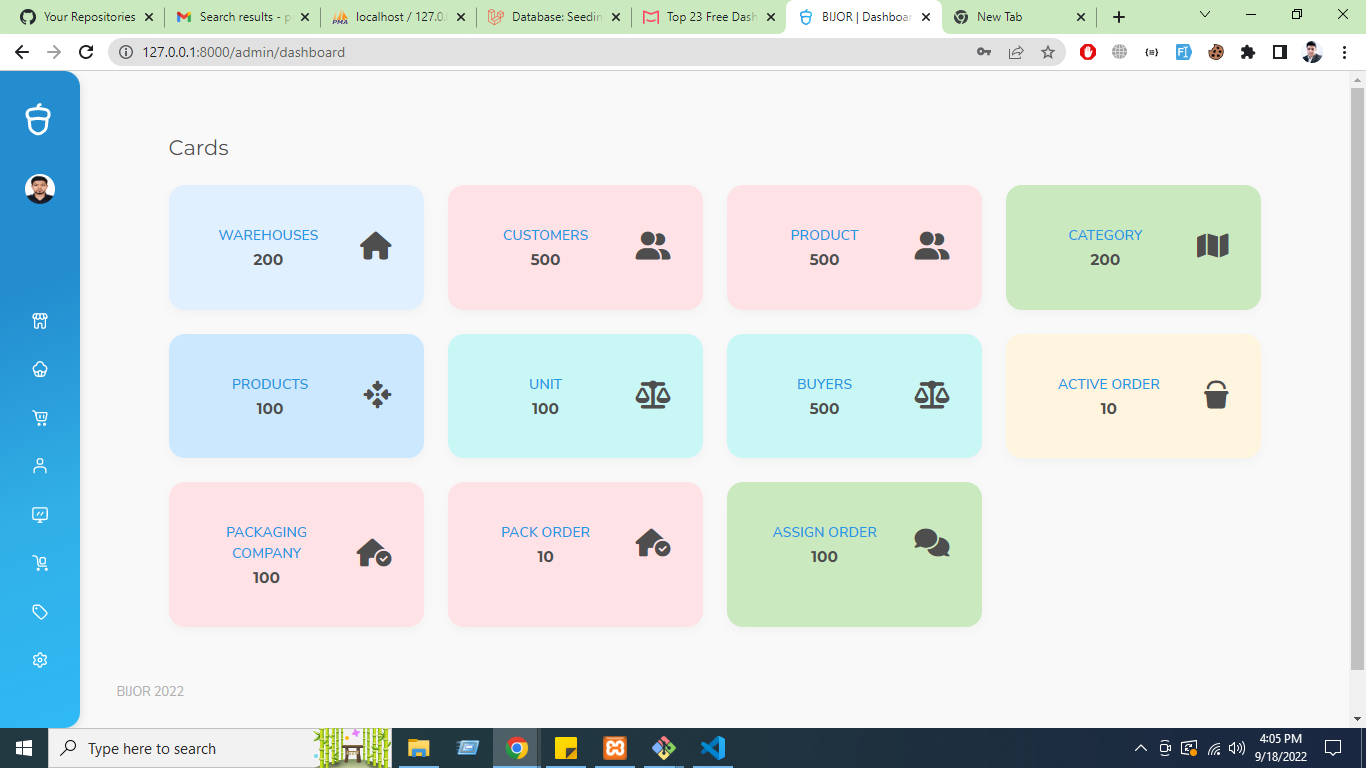 Your Repositories
Search results - p
localhost / 127.0.
PMA
Database: Seedin
Top 23 Free Dash
BIJOR | Dashboar
New Tab
127.0.0.1:8000/admin/dashboard
Cards
WAREHOUSES
200
CUSTOMERS
500
PRODUCT
500
CATEGORY
200
PRODUCTS
100
UNIT
100
BUYERS
500
ACTIVE ORDER
10
PACKAGING
COMPANY
100
PACK ORDER
10
ASSIGN ORDER
100
BIJOR 2022
Type here to search
4:05 PM
9/18/2022